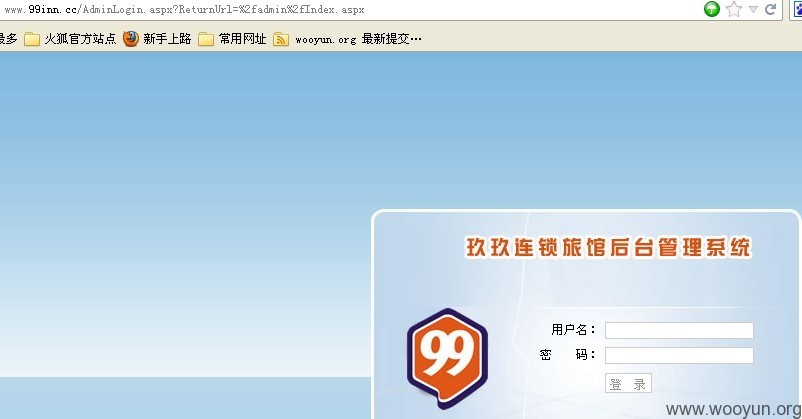 www.99inn.cc/AdminLogin.aspx?ReturnUrl=%2fadmin%2fIndex.aspx
最多 火狐官方站点 新手上路 常用网址 wooyun.org 最新提交…
玖玖连锁旅馆后台管理系统
99
用户名：
密 码：
登 录
www.wooyun.org